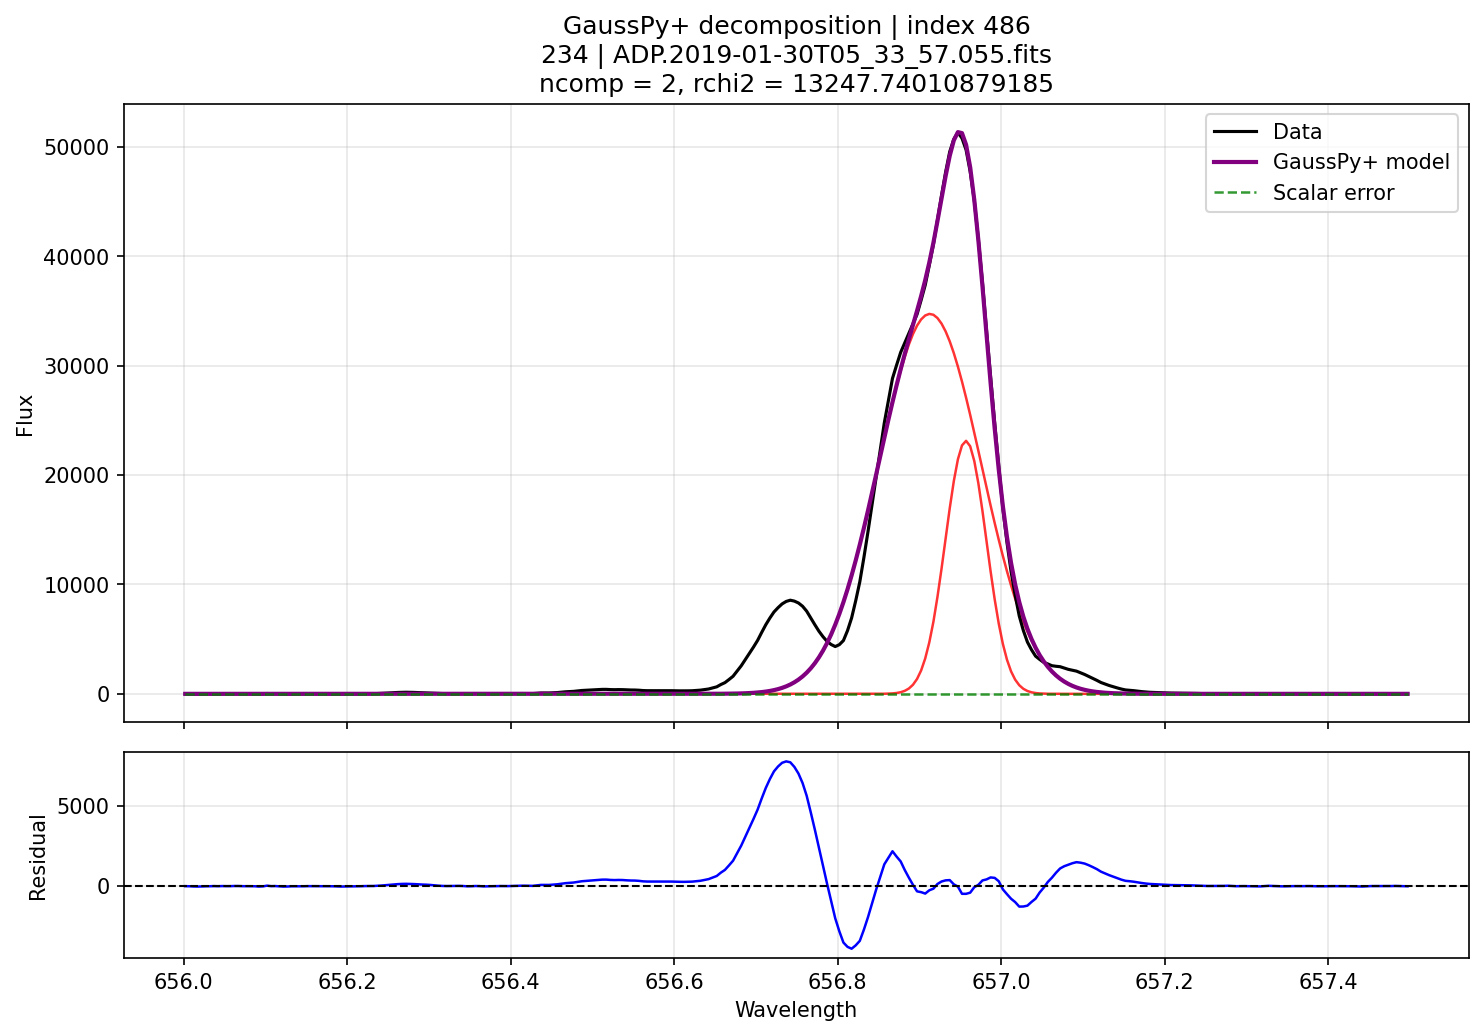 GaussPy+ decomposition | index 486
234 | ADP.2019-01-30T05_33_57.055.fits
ncomp = 2, rchi2 = 13247.74010879185
Data
GaussPy+ model
Scalar error
Flux
50000
40000
30000
20000
10000
0
Residual
5000
0
656.0 656.2 656.4 656.6 656.8 657.0 657.2 657.4
Wavelength